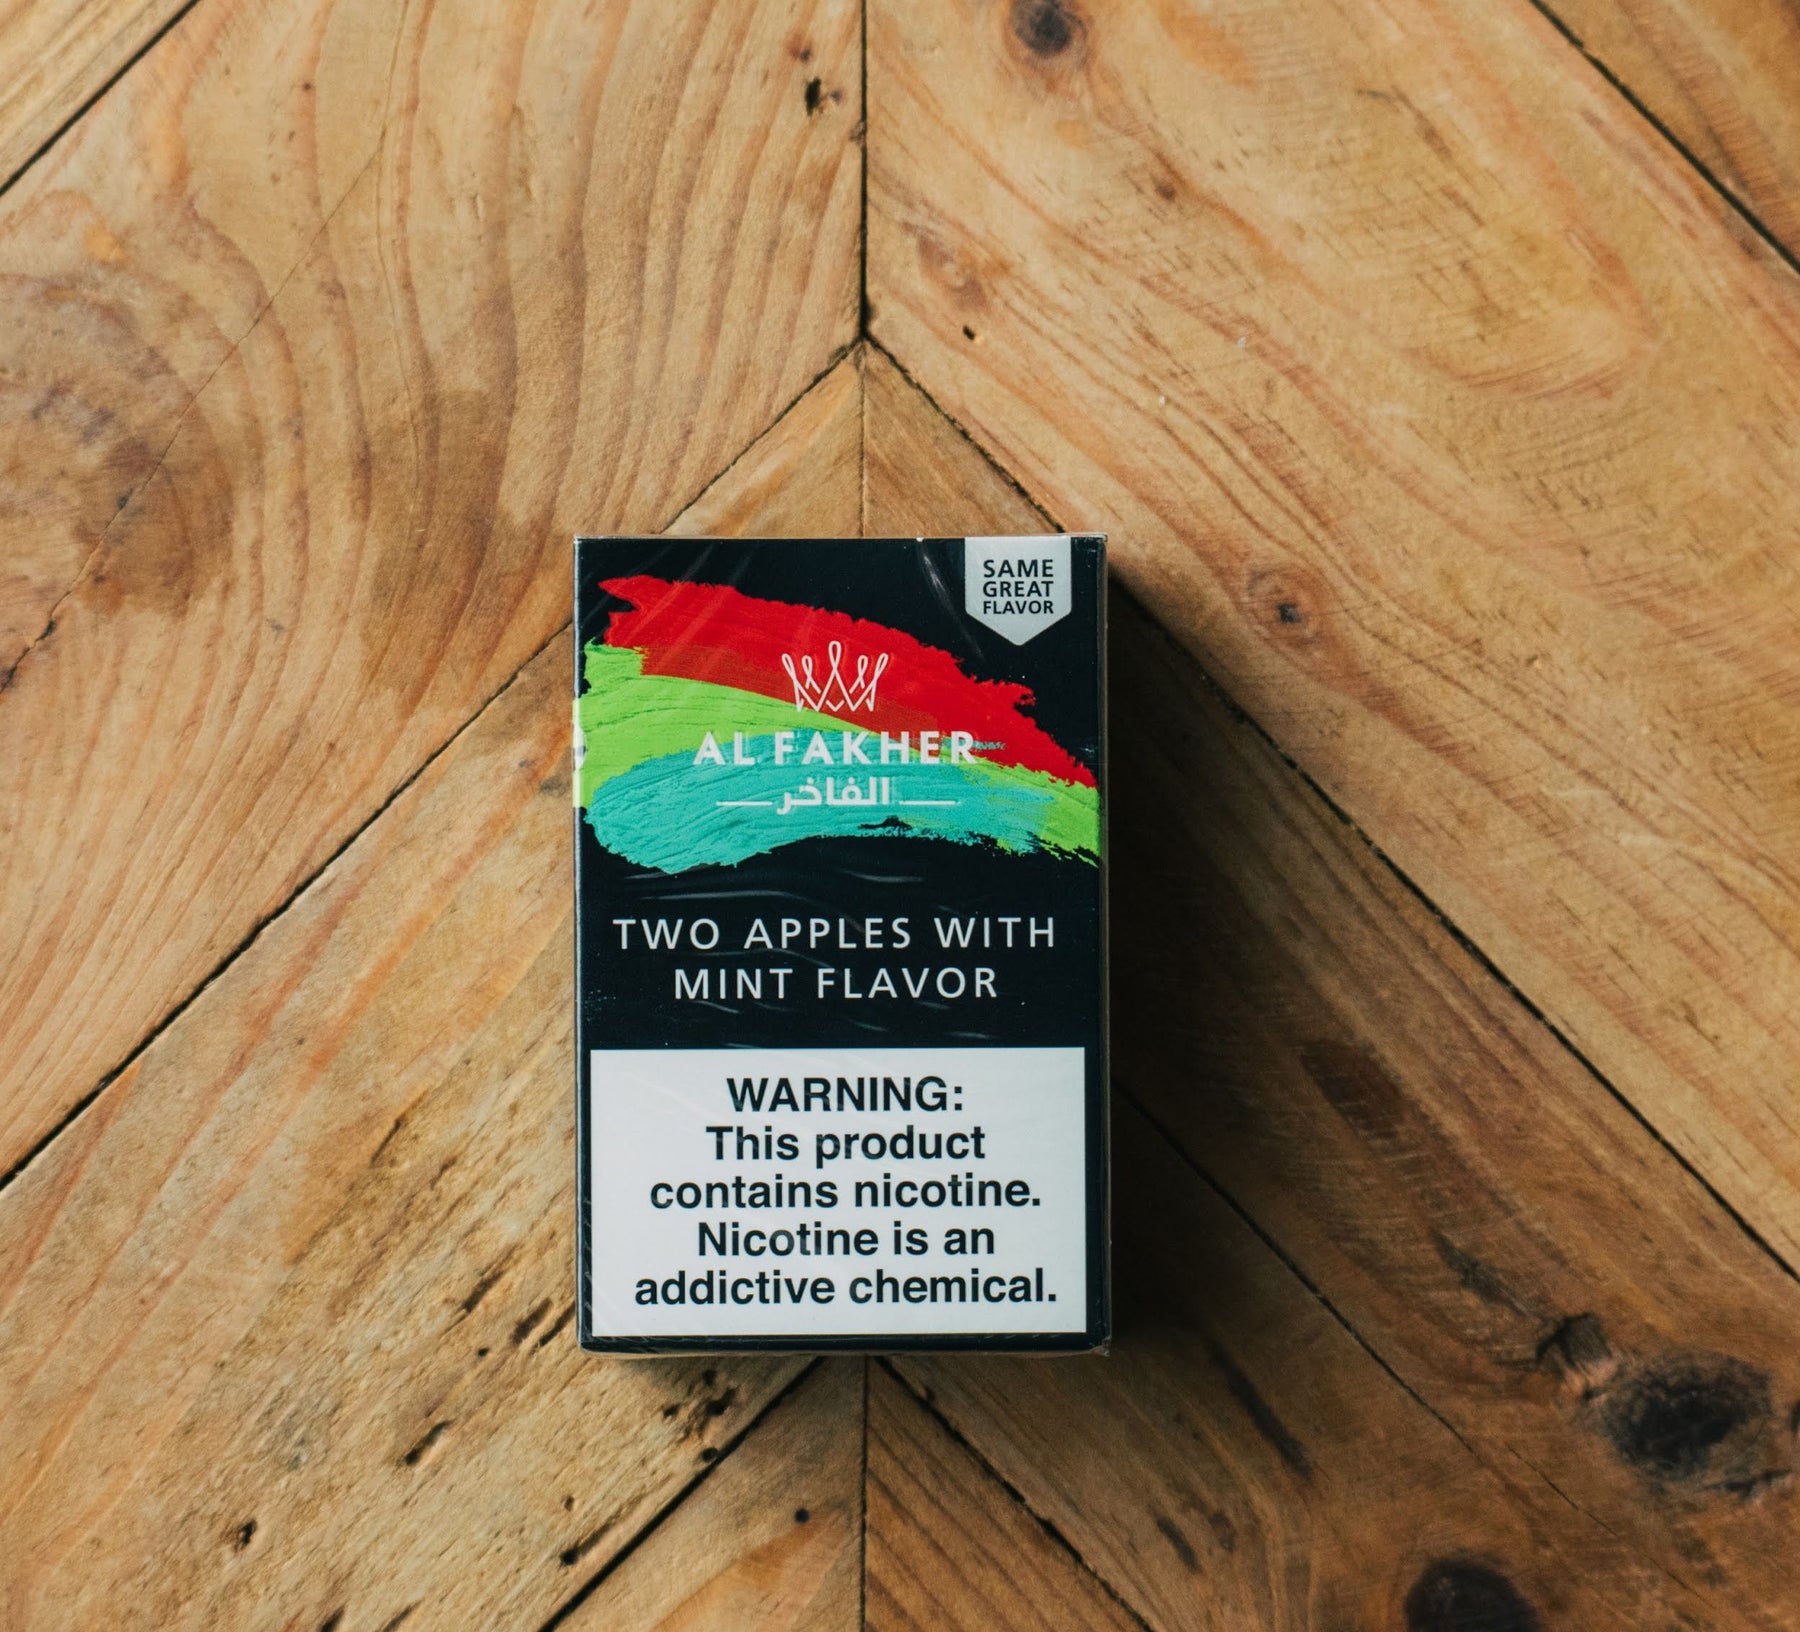 SAME
GREAT
FLAVOR
AL FAKHER
الفاخر
TWO APPLES WITH
MINT FLAVOR
WARNING:
This product
contains nicotine.
Nicotine is an
addictive chemical.